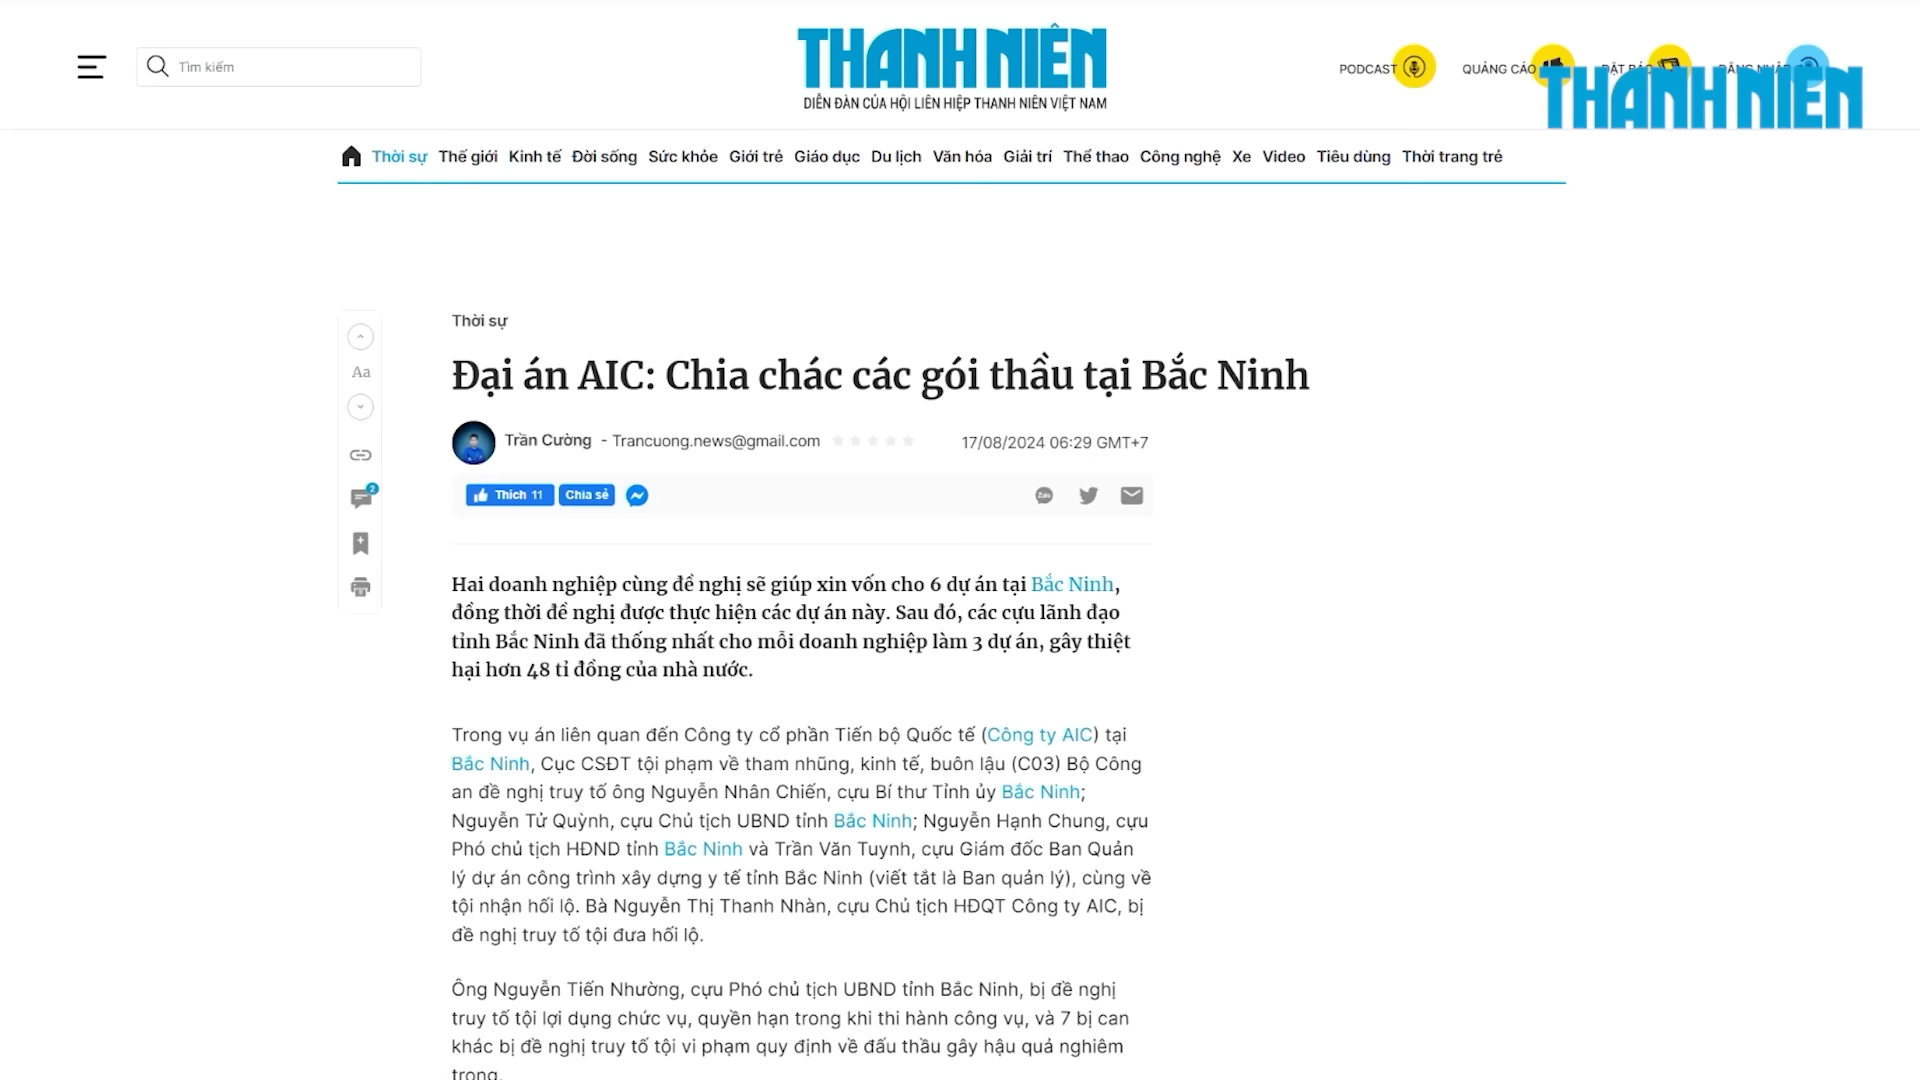 Tìm kiếm
THANH NIÊN
DIỄN ĐÀN CỦA HỘI LIÊN HIỆP THANH NIÊN VIỆT NAM
PODCAST
QUẢNG CÁO
ĐẶT BÁO
ĐĂNG NHẬP
THANH NIÊN
Thời sự Thế giới Kinh tế Đời sống Sức khỏe Giới trẻ Giáo dục Du lịch Văn hóa Giải trí Thể thao Công nghệ Xe Video Tiêu dùng Thời trang trẻ
Thời sự
Aa
Đại án AIC: Chia chác các gói thầu tại Bắc Ninh
Trần Cường - Trancuong.news@gmail.com 17/08/2024 06:29 GMT+7
2
Thích 11 Chia sẻ
Zalo
Hai doanh nghiệp cùng đề nghị sẽ giúp xin vốn cho 6 dự án tại Bắc Ninh,
đồng thời đề nghị được thực hiện các dự án này. Sau đó, các cựu lãnh đạo
tỉnh Bắc Ninh đã thống nhất cho mỗi doanh nghiệp làm 3 dự án, gây thiệt
hại hơn 48 tỉ đồng của nhà nước.
Trong vụ án liên quan đến Công ty cổ phần Tiến bộ Quốc tế (Công ty AIC) tại
Bắc Ninh, Cục CSĐT tội phạm về tham nhũng, kinh tế, buôn lậu (C03) Bộ Công
an đề nghị truy tố ông Nguyễn Nhân Chiến, cựu Bí thư Tỉnh ủy Bắc Ninh;
Nguyễn Tử Quỳnh, cựu Chủ tịch UBND tỉnh Bắc Ninh; Nguyễn Hạnh Chung, cựu
Phó chủ tịch HĐND tỉnh Bắc Ninh và Trần Văn Tuynh, cựu Giám đốc Ban Quản
lý dự án công trình xây dựng y tế tỉnh Bắc Ninh (viết tắt là Ban quản lý), cùng về
tội nhận hối lộ. Bà Nguyễn Thị Thanh Nhàn, cựu Chủ tịch HĐQT Công ty AIC, bị
đề nghị truy tố tội đưa hối lộ.
Ông Nguyễn Tiến Nhường, cựu Phó chủ tịch UBND tỉnh Bắc Ninh, bị đề nghị
truy tố tội lợi dụng chức vụ, quyền hạn trong khi thi hành công vụ, và 7 bị can
khác bị đề nghị truy tố tội vi phạm quy định về đấu thầu gây hậu quả nghiêm
trọng.